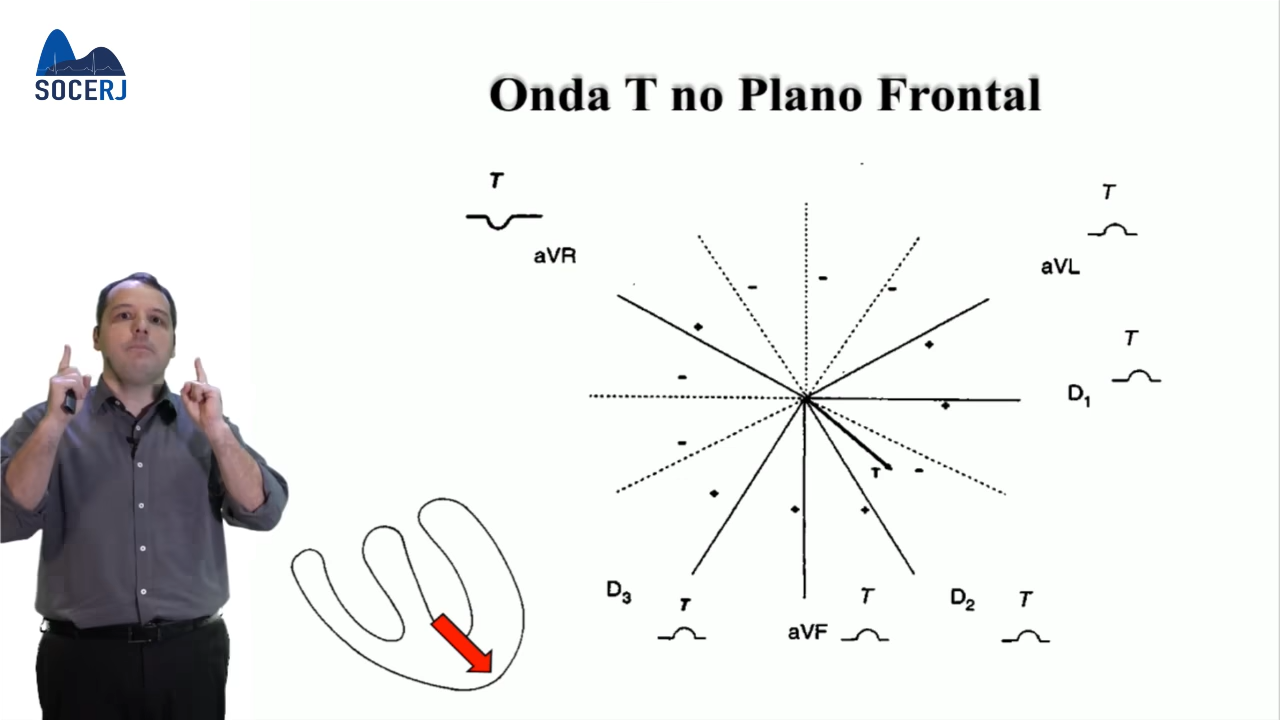 SOCERJ
Onda T no Plano Frontal
T
aVR
T
aVL
T
D₁
T
D₃
T
aVF
T
D₂
T